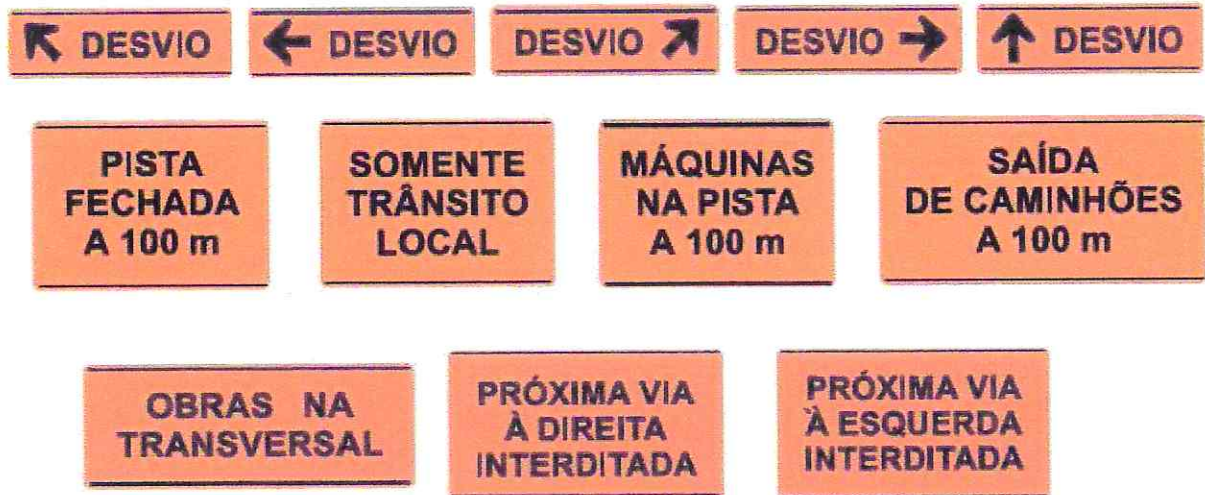 DESVIO
DESVIO
DESVIO
DESVIO
DESVIO
PISTA
FECHADA
A 100 m
SOMENTE
TRÂNSITO
LOCAL
MÁQUINAS
NA PISTA
A 100 m
SAÍDA
DE CAMINHÕES
A 100 m
OBRAS NA
TRANSVERSAL
PRÓXIMA VIA
À DIREITA
INTERDITADA
PRÓXIMA VIA
À ESQUERDA
INTERDITADA